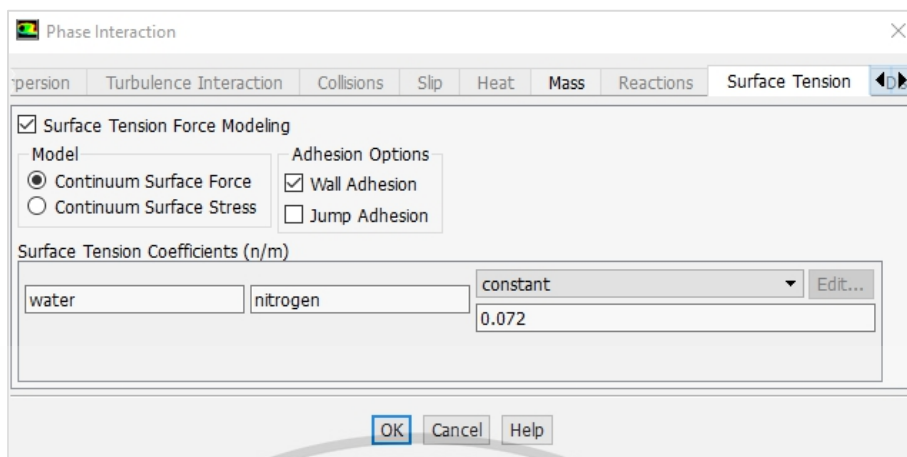 Phase Interaction
rpersion Turbulence Interaction Collisions Slip Heat Mass Reactions Surface Tension
Surface Tension Force Modeling
Model Adhesion Options
Continuum Surface Force Wall Adhesion
Continuum Surface Stress Jump Adhesion
Surface Tension Coefficients (n/m)
constant Edit...
water nitrogen
0.072
OK Cancel Help